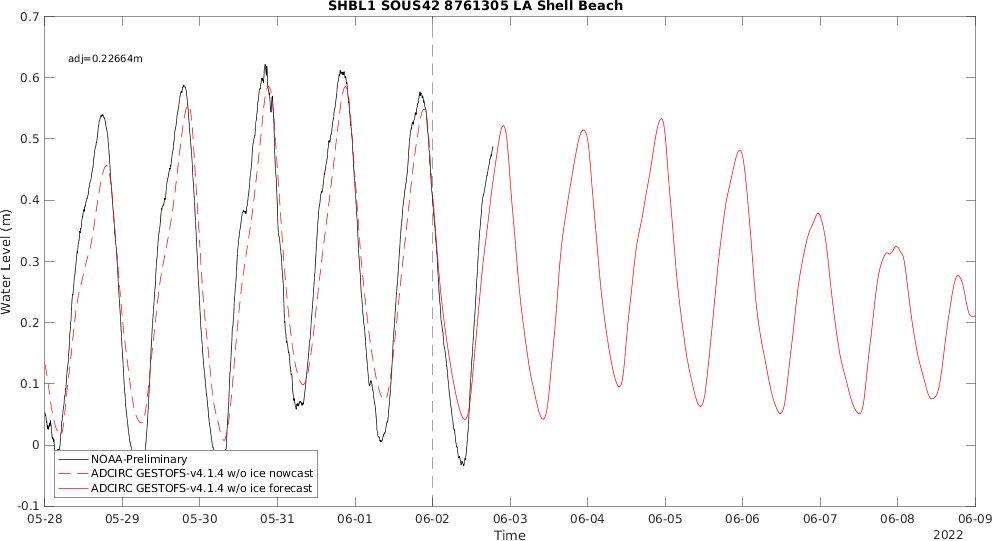 SHBL1 SOUS42 8761305 LA Shell Beach
adj=0.22664m
Water Level (m)
0.7
0.6
0.5
0.4
0.3
0.2
0.1
0
-0.1
NOAA-Preliminary
ADCIRC GESTOFS-v4.1.4 w/o ice nowcast
ADCIRC GESTOFS-v4.1.4 w/o ice forecast
05-28 05-29 05-30 05-31 06-01 06-02 06-03 06-04 06-05 06-06 06-07 06-08 06-09
Time
2022